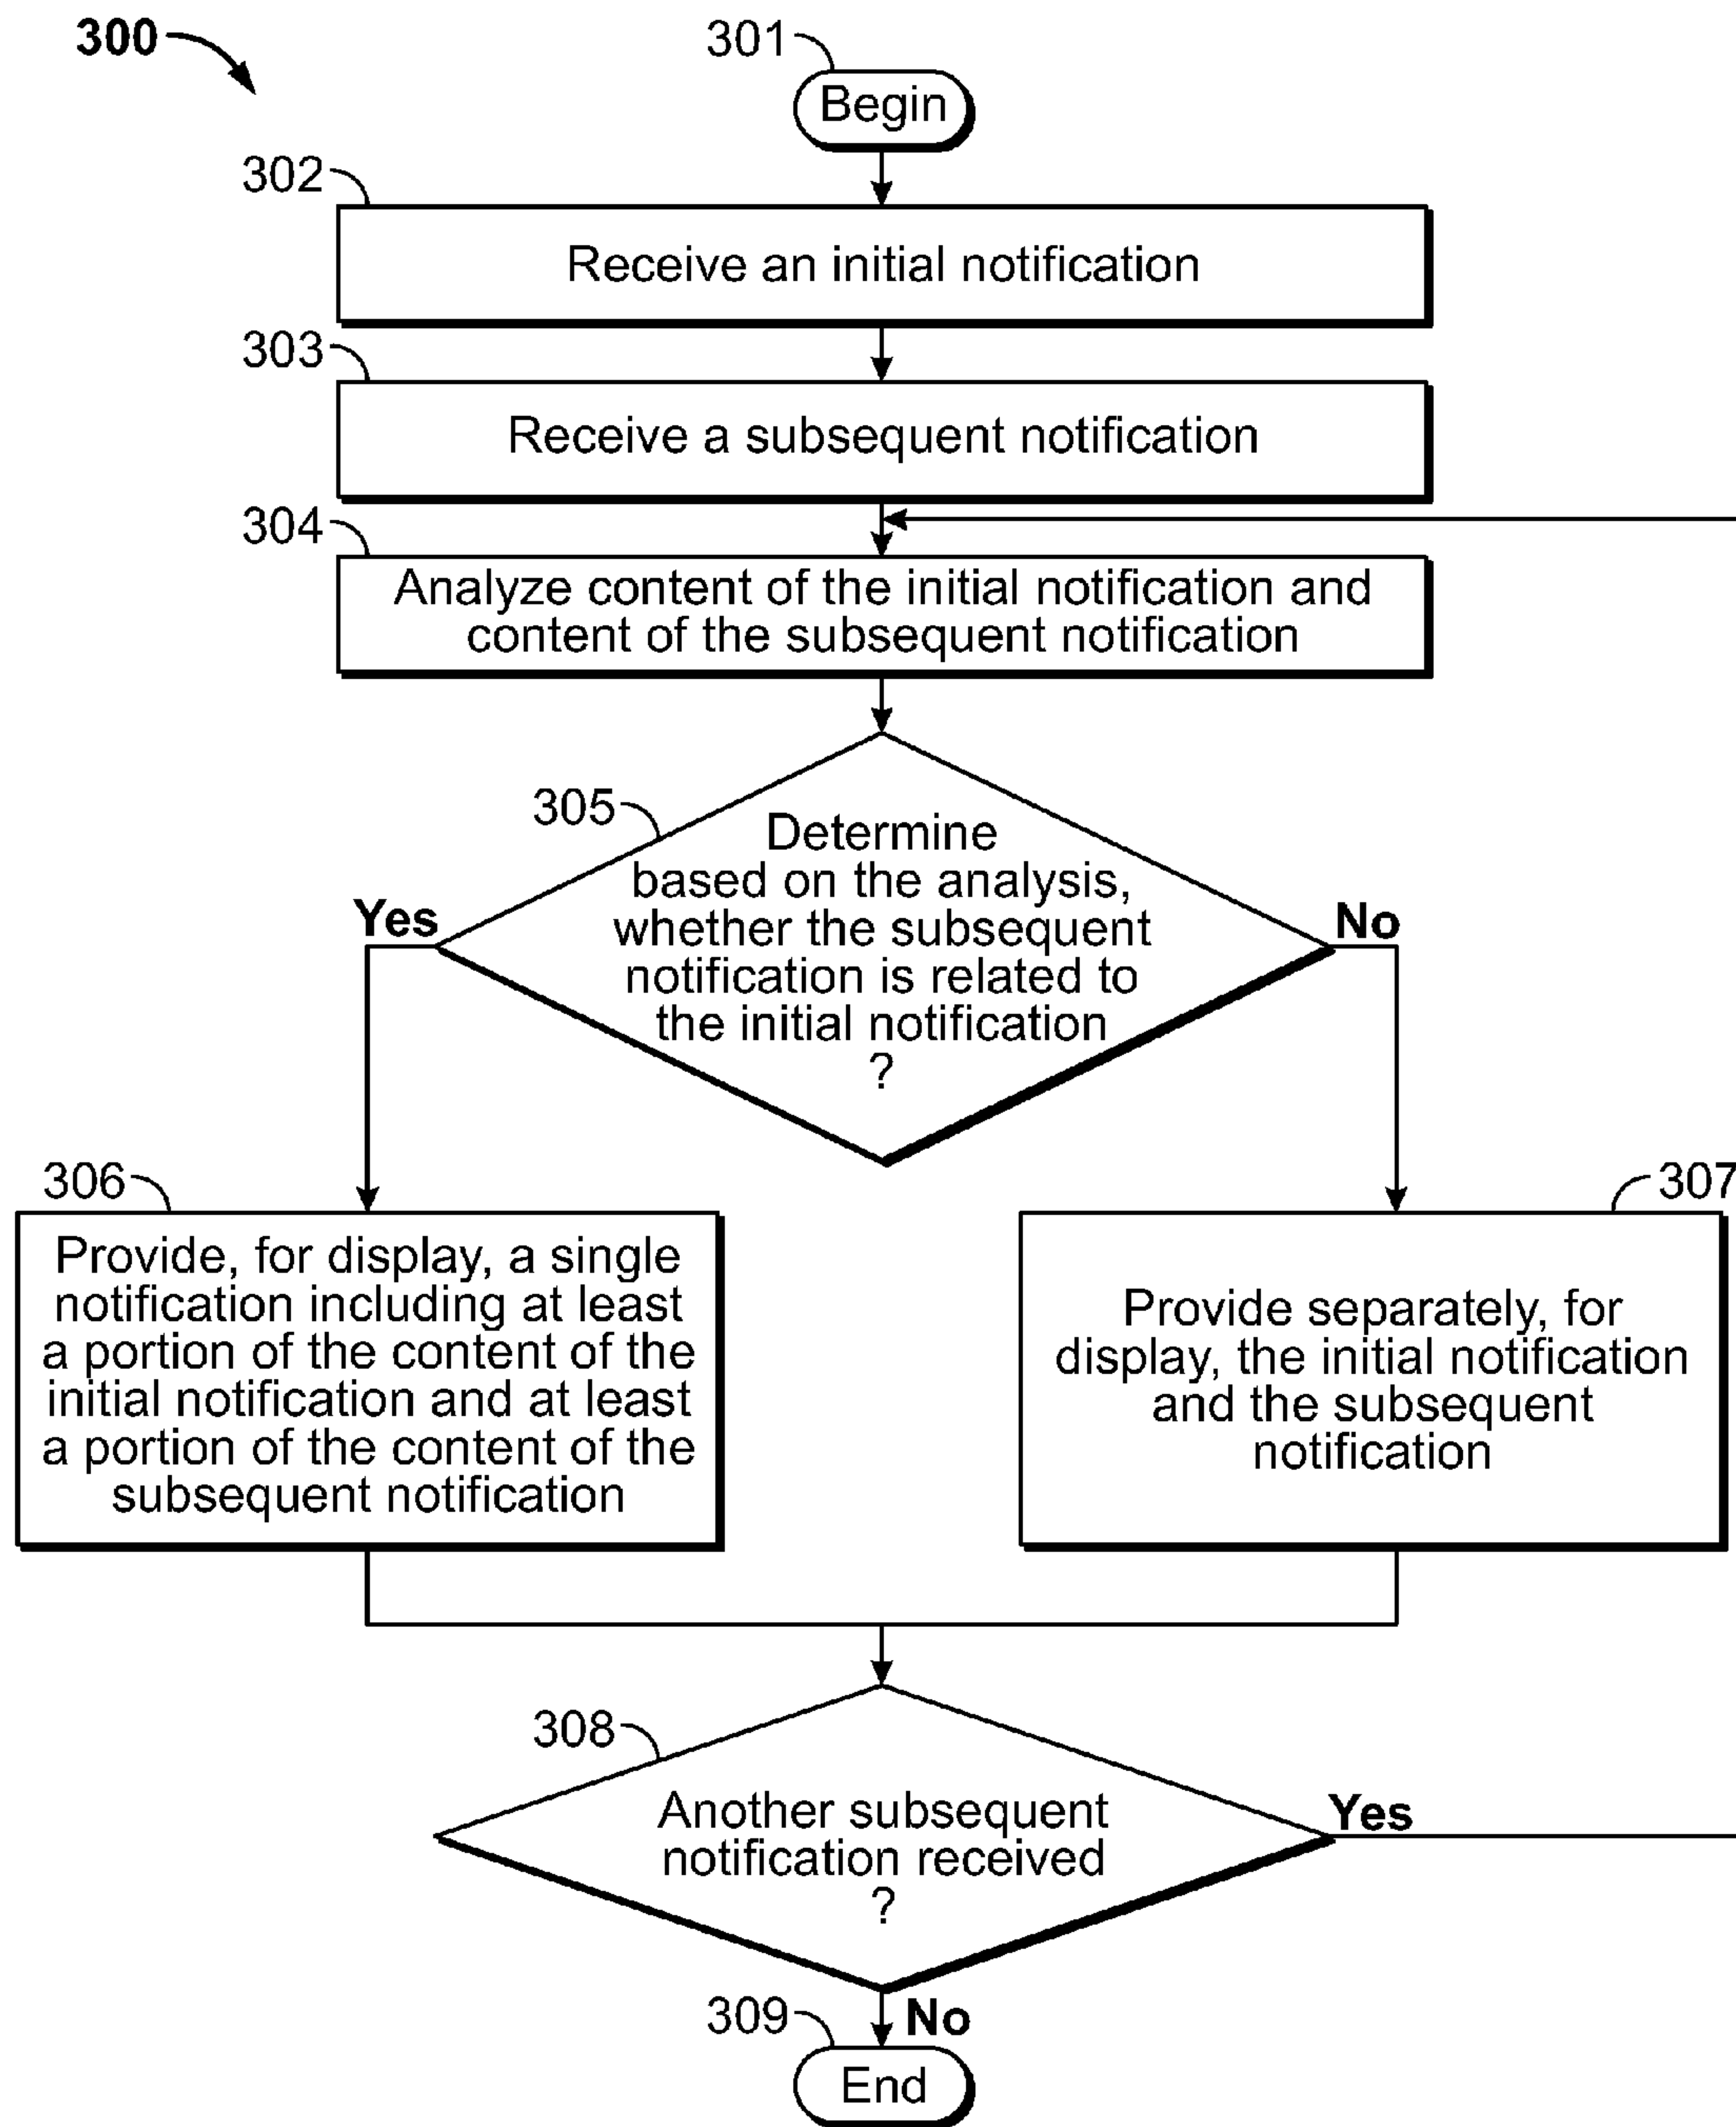 300
301
Begin
302
Receive an initial notification
303
Receive a subsequent notification
304
Analyze content of the initial notification and
content of the subsequent notification
305
Determine
based on the analysis,
whether the subsequent
notification is related to
the initial notification
?
Yes
No
306
Provide, for display, a single
notification including at least
a portion of the content of the
initial notification and at least
a portion of the content of the
subsequent notification
307
Provide separately, for
display, the initial notification
and the subsequent
notification
308
Another subsequent
notification received
?
Yes
No
309
End